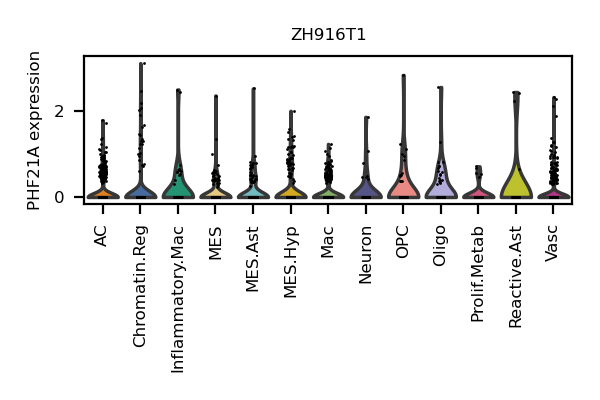 ZH916T1
PHF21A expression
2
0
AC
Chromatin.Reg
Inflammatory.Mac
MES
MES.Ast
MES.Hyp
Mac
Neuron
OPC
Oligo
Prolif.Metab
Reactive.Ast
Vasc